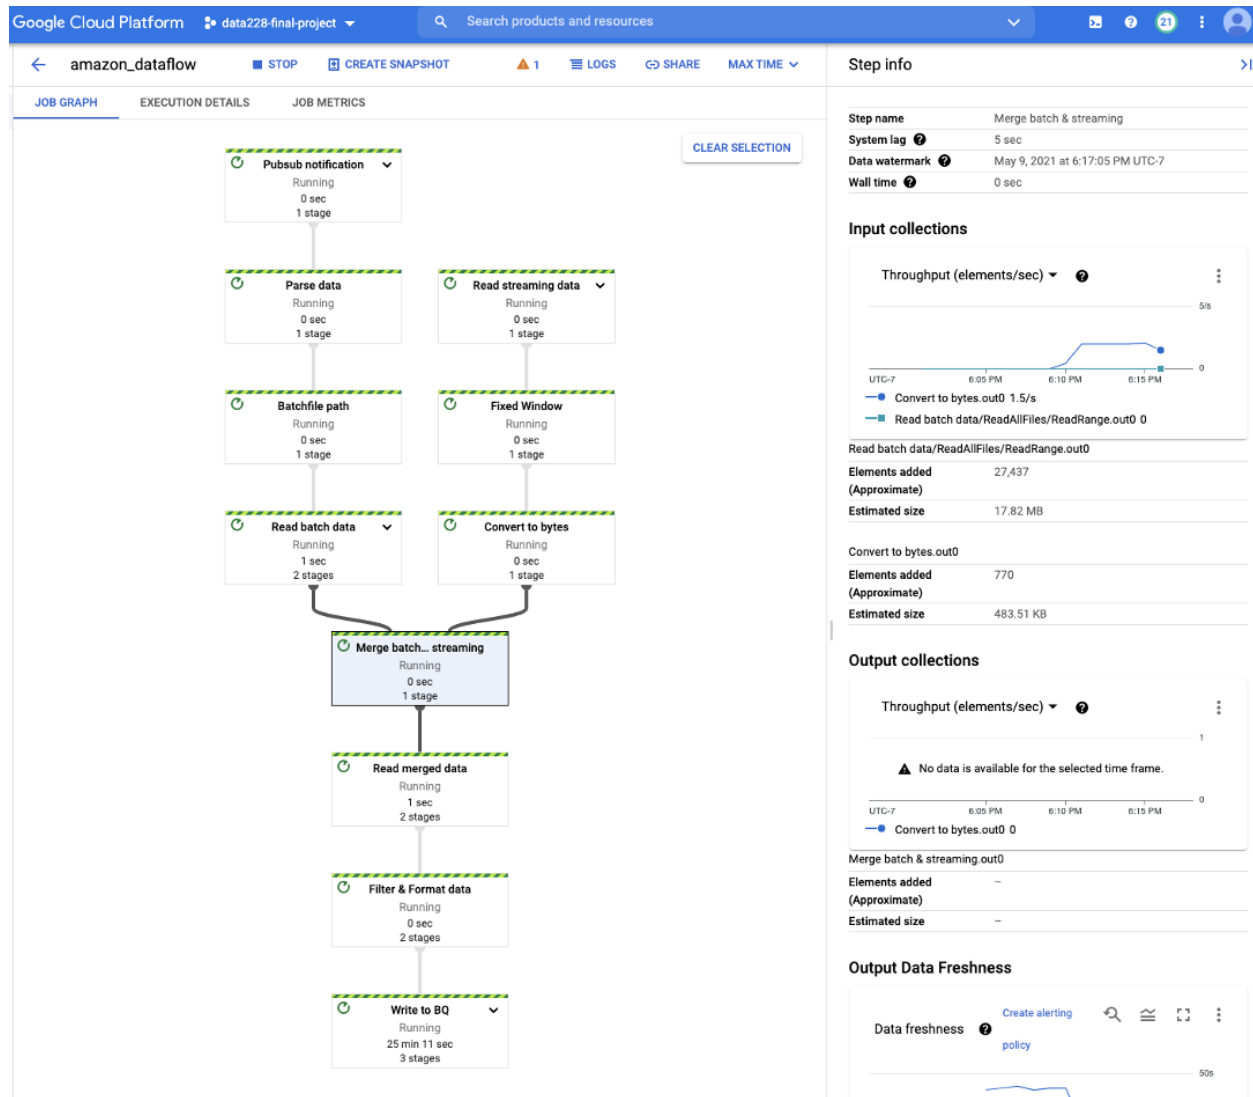 Google Cloud Platform data228-final-project Search products and resources 21
amazon_dataflow STOP CREATE SNAPSHOT 1 LOGS SHARE MAX TIME
JOB GRAPH EXECUTION DETAILS JOB METRICS
CLEAR SELECTION
Pubsub notification
Running
0 sec
1 stage
Parse data
Running
0 sec
1 stage
Read streaming data
Running
0 sec
1 stage
Batchfile path
Running
0 sec
1 stage
Fixed Window
Running
0 sec
1 stage
Read batch data
Running
1 sec
2 stages
Convert to bytes
Running
0 sec
1 stage
Merge batch... streaming
Running
0 sec
1 stage
Read merged data
Running
1 sec
2 stages
Filter & Format data
Running
0 sec
2 stages
Write to BQ
Running
25 min 11 sec
3 stages
Step info
Step name Merge batch & streaming
System lag 5 sec
Data watermark May 9, 2021 at 6:17:05 PM UTC-7
Wall time 0 sec
Input collections
Throughput (elements/sec)
5/s
0
UTC-7 6:05 PM 6:10 PM 6:15 PM
Convert to bytes.out0 1.5/s
Read batch data/ReadAllFiles/ReadRange.out0 0
Read batch data/ReadAllFiles/ReadRange.out0
Elements added 27,437
(Approximate)
Estimated size 17.82 MB
Convert to bytes.out0
Elements added 770
(Approximate)
Estimated size 483.51 KB
Output collections
Throughput (elements/sec)
1
No data is available for the selected time frame.
0
UTC-7 6:05 PM 6:10 PM 6:15 PM
Convert to bytes.out0 0
Merge batch & streaming.out0
Elements added –
(Approximate)
Estimated size –
Output Data Freshness
Data freshness
Create alerting
policy
50s